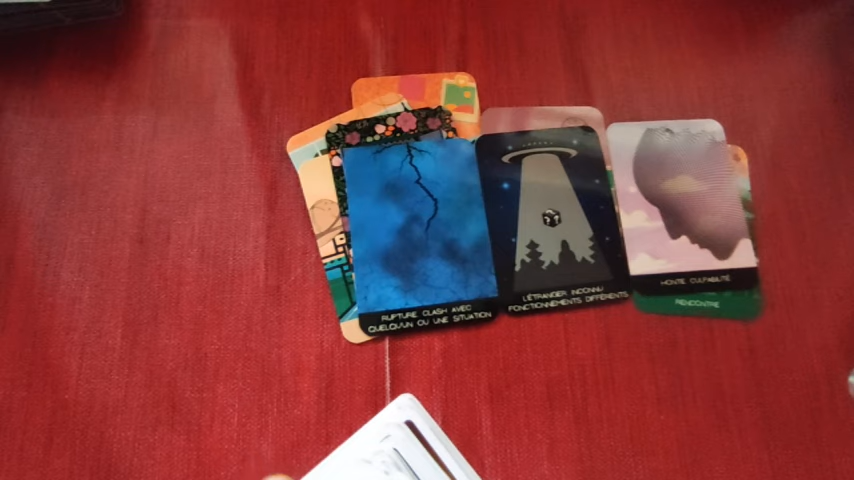 RUPTURE CLASH AVEC
QUELQU'UN OU UNE SITUATION
L'ÉTRANGER INCONNU
FONCTIONNEMENTS DIFFÉRENTS
HONTE CULPABILITÉ
RENCONTRE